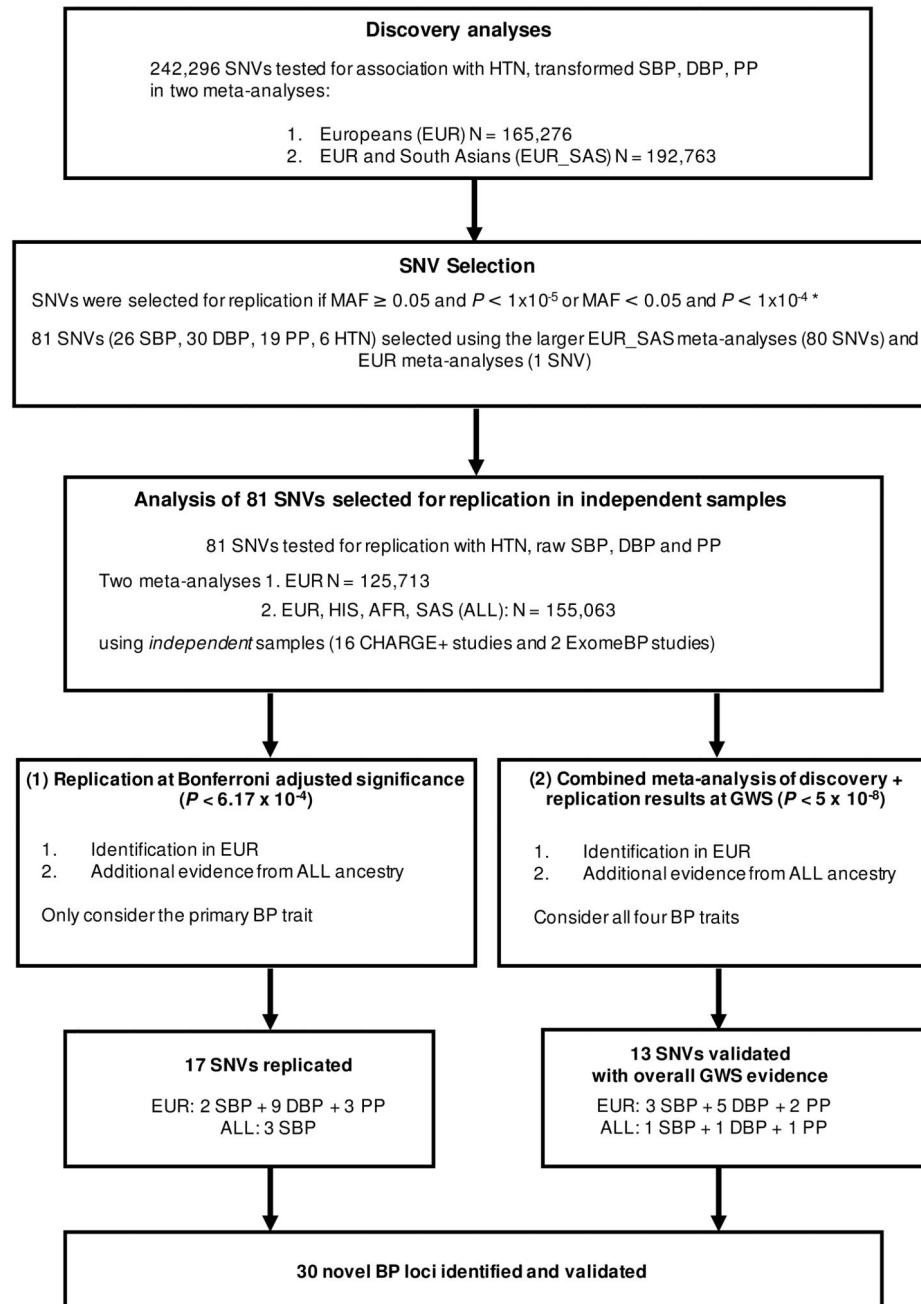 Discovery analyses
242,296 SNVs tested for association with HTN, transformed SBP, DBP, PP
in two meta-analyses:
1. Europeans (EUR) N = 165,276
2. EUR and South Asians (EUR_SAS) N = 192,763
SNV Selection
SNVs were selected for replication if MAF ≥ 0.05 and P < 1x10⁻⁵ or MAF < 0.05 and P < 1x10⁻⁴ *
81 SNVs (26 SBP, 30 DBP, 19 PP, 6 HTN) selected using the larger EUR_SAS meta-analyses (80 SNVs) and
EUR meta-analyses (1 SNV)
Analysis of 81 SNVs selected for replication in independent samples
81 SNVs tested for replication with HTN, raw SBP, DBP and PP
Two meta-analyses 1. EUR N = 125,713
2. EUR, HIS, AFR, SAS (ALL): N = 155,063
using independent samples (16 CHARGE+ studies and 2 ExomeBP studies)
(1) Replication at Bonferroni adjusted significance
(P < 6.17 x 10⁻⁴)
1. Identification in EUR
2. Additional evidence from ALL ancestry
Only consider the primary BP trait
(2) Combined meta-analysis of discovery +
replication results at GWS (P < 5 x 10⁻⁸)
1. Identification in EUR
2. Additional evidence from ALL ancestry
Consider all four BP traits
17 SNVs replicated
EUR: 2 SBP + 9 DBP + 3 PP
ALL: 3 SBP
13 SNVs validated
with overall GWS evidence
EUR: 3 SBP + 5 DBP + 2 PP
ALL: 1 SBP + 1 DBP + 1 PP
30 novel BP loci identified and validated